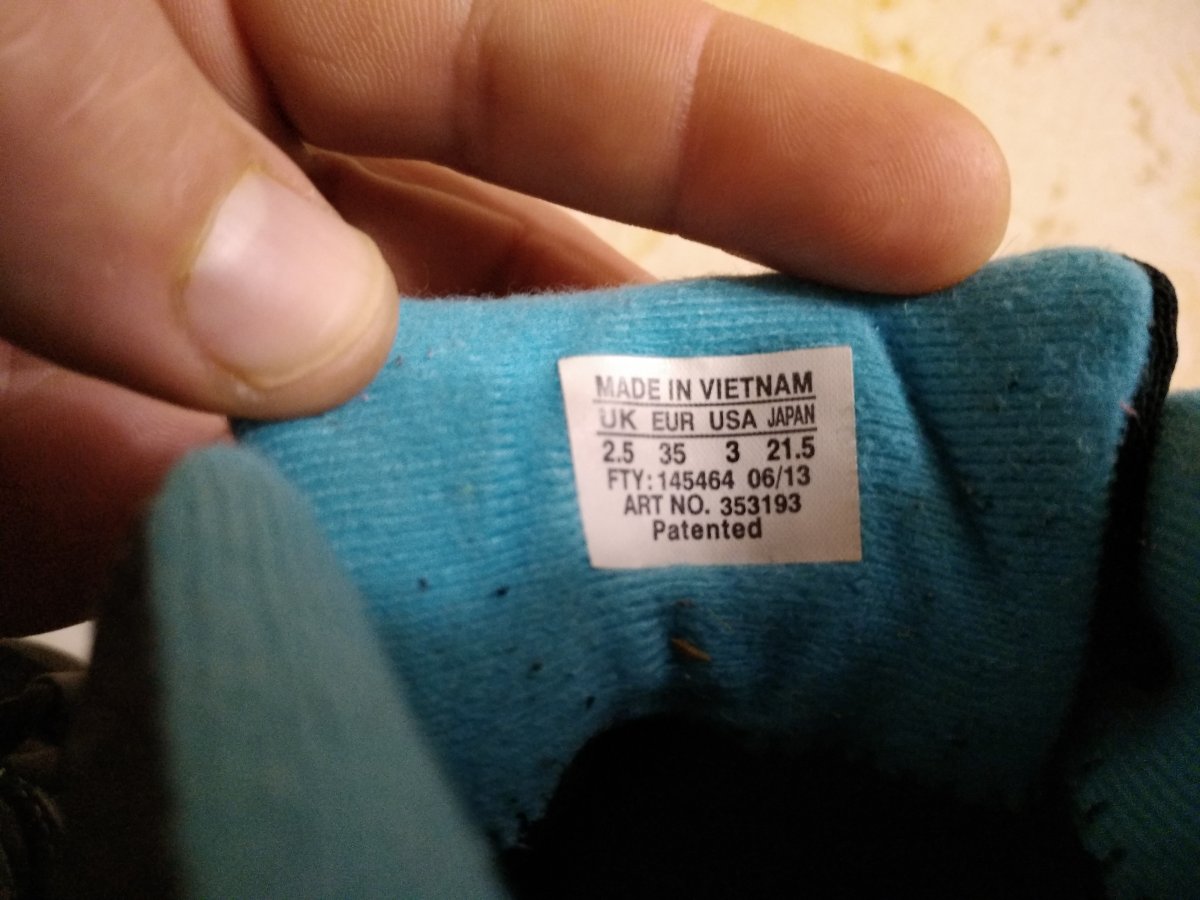 MADE IN VIETNAM
UK EUR USA JAPAN
2.5 35 3 21.5
FTY: 145464 06/13
ART NO. 353193
Patented